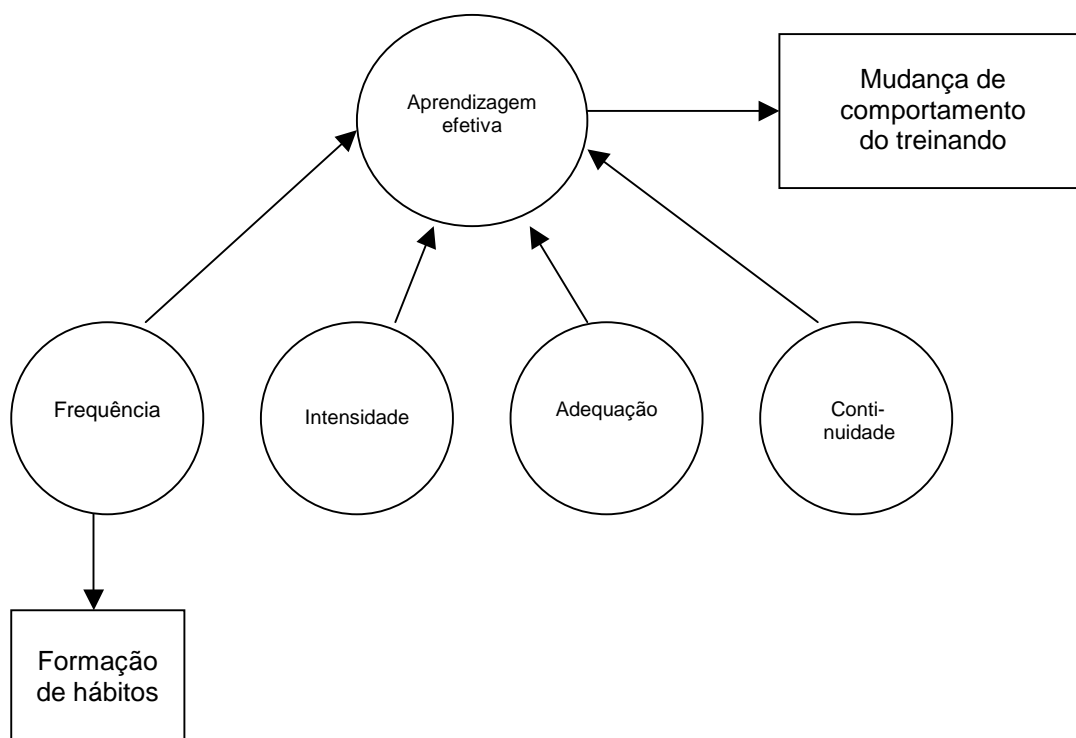 Aprendizagem
efetiva
Mudança de
comportamento
do treinando
Frequência
Intensidade
Adequação
Conti-
nuidade
Formação
de hábitos